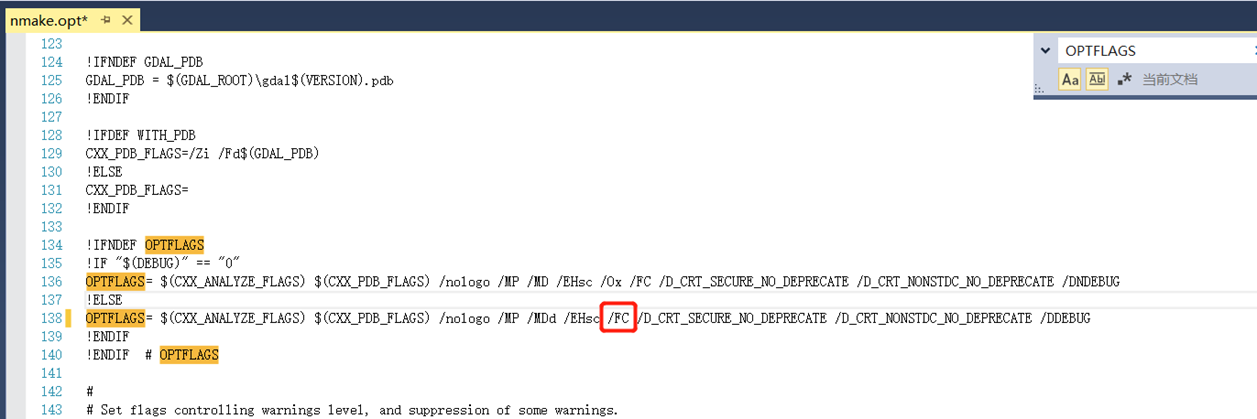 nmake.opt*
OPTFLAGS
Aa Abl .* 当前文档
123
124 !IFNDEF GDAL_PDB
125 GDAL_PDB = $(GDAL_ROOT)\gdal$(VERSION).pdb
126 !ENDIF
127
128 !IFDEF WITH_PDB
129 CXX_PDB_FLAGS=/Zi /Fd$(GDAL_PDB)
130 !ELSE
131 CXX_PDB_FLAGS=
132 !ENDIF
133
134 !IFNDEF OPTFLAGS
135 !IF "$(DEBUG)" == "0"
136 OPTFLAGS= $(CXX_ANALYZE_FLAGS) $(CXX_PDB_FLAGS) /nologo /MP /MD /EHsc /Ox /FC /D_CRT_SECURE_NO_DEPRECATE /D_CRT_NONSTDC_NO_DEPRECATE /DNDEBUG
137 !ELSE
138 OPTFLAGS= $(CXX_ANALYZE_FLAGS) $(CXX_PDB_FLAGS) /nologo /MP /MDd /EHsc /FC /D_CRT_SECURE_NO_DEPRECATE /D_CRT_NONSTDC_NO_DEPRECATE /DDEBUG
139 !ENDIF
140 !ENDIF # OPTFLAGS
141
142 #
143 # Set flags controlling warnings level, and suppression of some warnings.